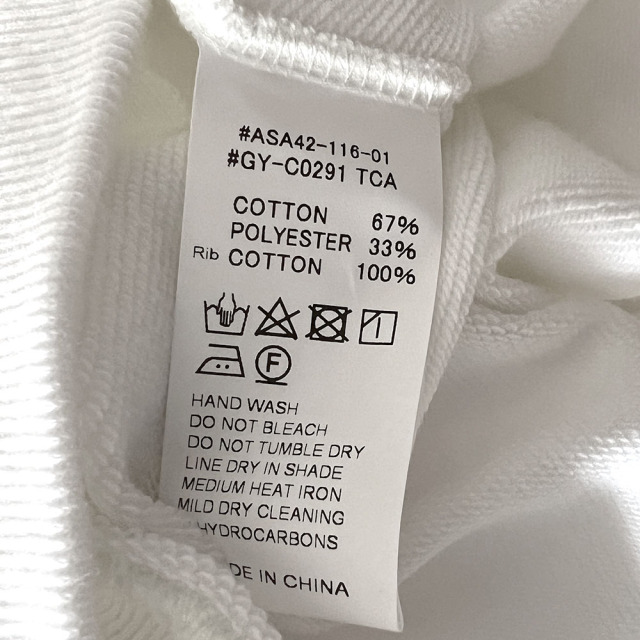 #ASA42-116-01
#GY-C0291 TCA
COTTON 67%
POLYESTER 33%
Rib COTTON 100%
F
HAND WASH
DO NOT BLEACH
DO NOT TUMBLE DRY
LINE DRY IN SHADE
MEDIUM HEAT IRON
MILD DRY CLEANING
HYDROCARBONS
IN CHINA